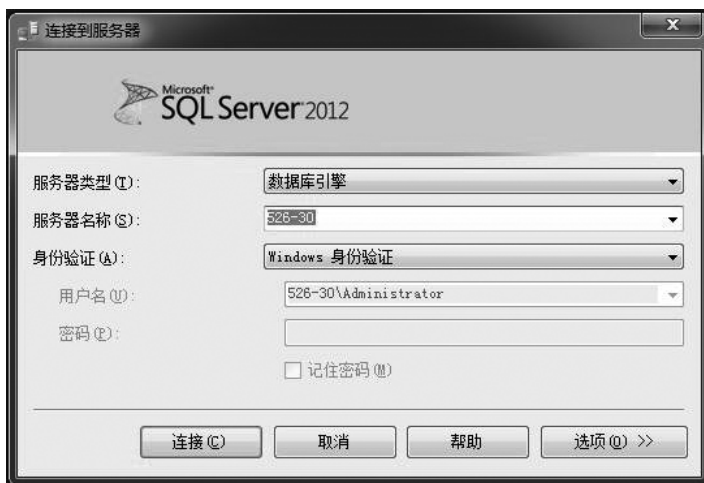 连接到服务器
Microsoft®
SQL Server 2012
服务器类型(T): 数据库引擎
服务器名称(S): 526-30
身份验证(A): Windows 身份验证
用户名(U): 526-30\Administrator
密码(P):
记住密码(M)
连接(C) 取消 帮助 选项(O) >>